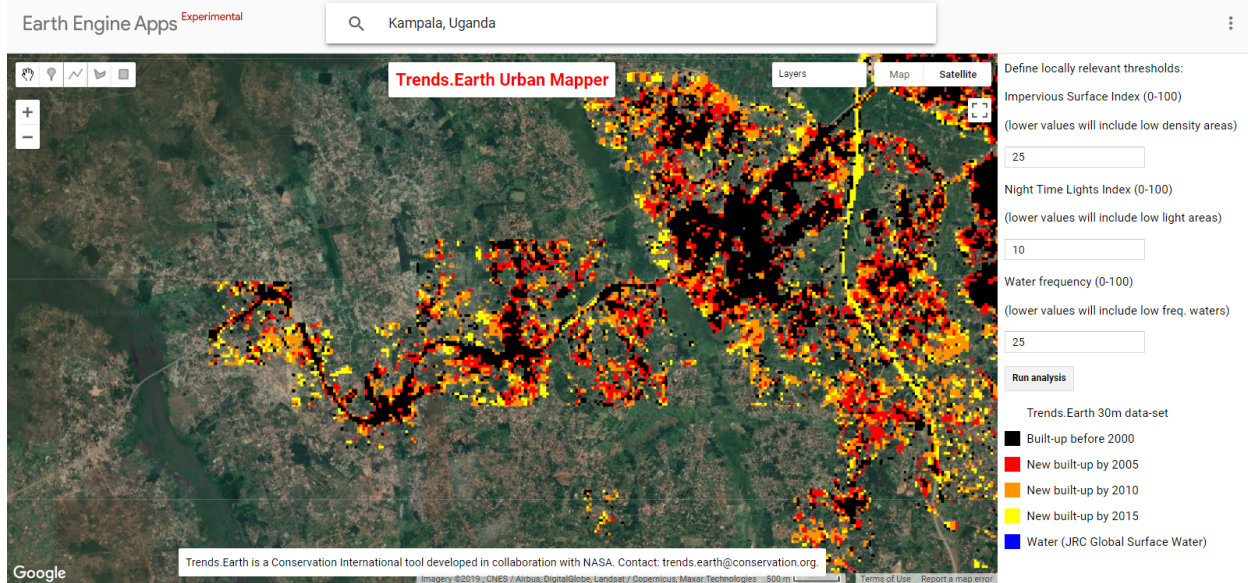 Earth Engine Apps Experimental
Kampala, Uganda
Trends.Earth Urban Mapper
Layers
Map
Satellite
Define locally relevant thresholds:
Impervious Surface Index (0-100)
(lower values will include low density areas)
25
Night Time Lights Index (0-100)
(lower values will include low light areas)
10
Water frequency (0-100)
(lower values will include low freq. waters)
25
Run analysis
Trends.Earth 30m data-set
Built-up before 2000
New built-up by 2005
New built-up by 2010
New built-up by 2015
Water (JRC Global Surface Water)
Trends.Earth is a Conservation International tool developed in collaboration with NASA. Contact: trends.earth@conservation.org.
Google
Imagery ©2019 , CNES / Airbus, DigitalGlobe, Landsat / Copernicus, Maxar Technologies
500 m
Terms of Use
Report a map error